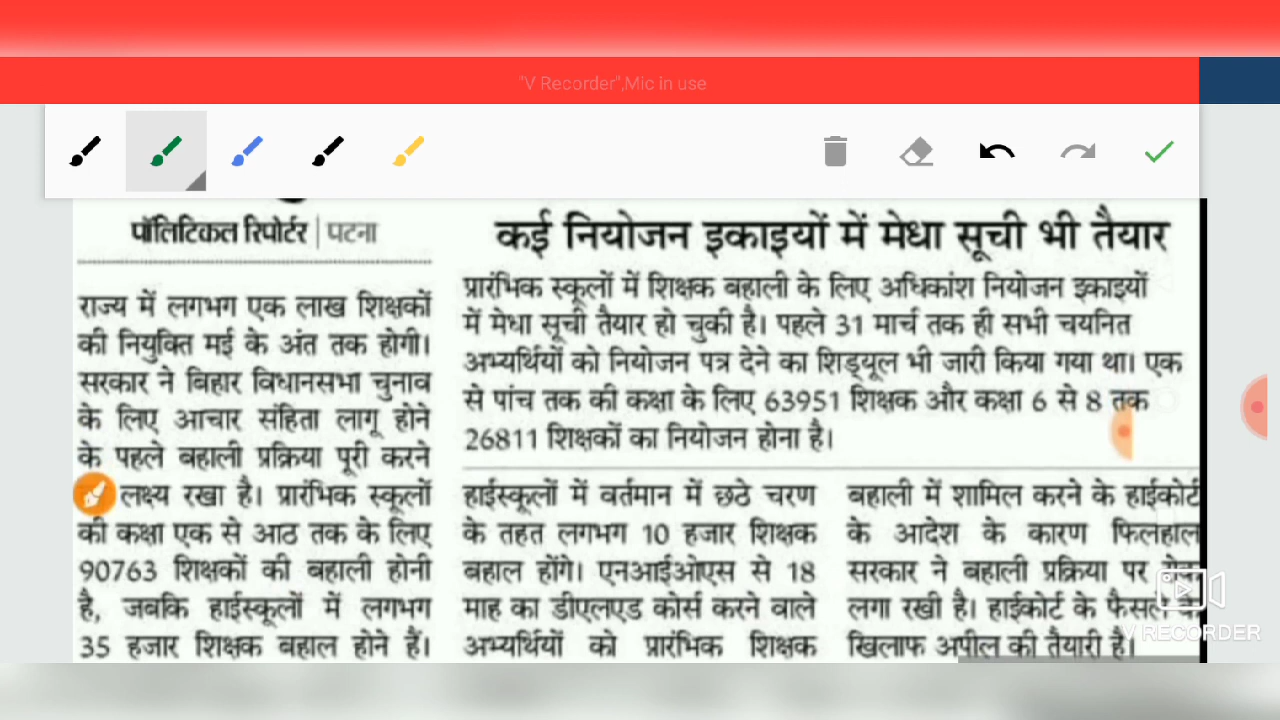 "V Recorder",Mic in use
पॉलिटिकल रिपोर्टर | पटना
राज्य में लगभग एक लाख शिक्षकों
की नियुक्ति मई के अंत तक होगी।
सरकार ने बिहार विधानसभा चुनाव
के लिए आचार संहिता लागू होने
के पहले बहाली प्रक्रिया पूरी करने
लक्ष्य रखा है। प्रारंभिक स्कूलों
की कक्षा एक से आठ तक के लिए
90763 शिक्षकों की बहाली होनी
है, जबकि हाईस्कूलों में लगभग
35 हजार शिक्षक बहाल होने हैं।
कई नियोजन इकाइयों में मेधा सूची भी तैयार
प्रारंभिक स्कूलों में शिक्षक बहाली के लिए अधिकांश नियोजन इकाइयों
में मेधा सूची तैयार हो चुकी है। पहले 31 मार्च तक ही सभी चयनित
अभ्यर्थियों को नियोजन पत्र देने का शिड्यूल भी जारी किया गया था। एक
से पांच तक की कक्षा के लिए 63951 शिक्षक और कक्षा 6 से 8 तक
26811 शिक्षकों का नियोजन होना है।
हाईस्कूलों में वर्तमान में छठे चरण
के तहत लगभग 10 हजार शिक्षक
बहाल होंगे। एनआईओएस से 18
माह का डीएलएड कोर्स करने वाले
अभ्यर्थियों को प्रारंभिक शिक्षक
बहाली में शामिल करने के हाईकोर्ट
के आदेश के कारण फिलहाल
सरकार ने बहाली प्रक्रिया पर
लगा रखी है। हाईकोर्ट के फैसले
खिलाफ अपील की तैयारी है।
V RECORDER